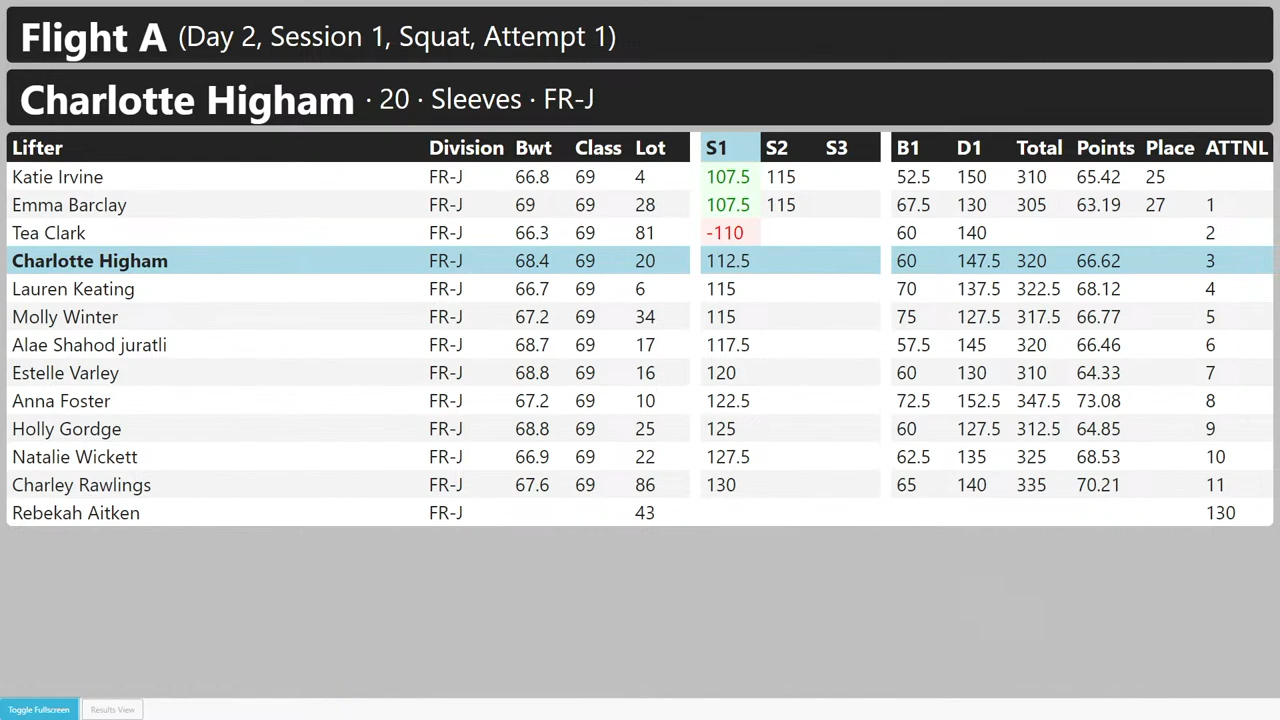 Flight A (Day 2, Session 1, Squat, Attempt 1)
Charlotte Higham · 20 · Sleeves · FR-J
Lifter Division Bwt Class Lot S1 S2 S3 B1 D1 Total Points Place ATTNL
Katie Irvine FR-J 66.8 69 4 107.5 115 52.5 150 310 65.42 25
Emma Barclay FR-J 69 69 28 107.5 115 67.5 130 305 63.19 27 1
Tea Clark FR-J 66.3 69 81 -110 60 140 2
Charlotte Higham FR-J 68.4 69 20 112.5 60 147.5 320 66.62 3
Lauren Keating FR-J 66.7 69 6 115 70 137.5 322.5 68.12 4
Molly Winter FR-J 67.2 69 34 115 75 127.5 317.5 66.77 5
Alae Shahod juratli FR-J 68.7 69 17 117.5 57.5 145 320 66.46 6
Estelle Varley FR-J 68.8 69 16 120 60 130 310 64.33 7
Anna Foster FR-J 67.2 69 10 122.5 72.5 152.5 347.5 73.08 8
Holly Gordge FR-J 68.8 69 25 125 60 127.5 312.5 64.85 9
Natalie Wickett FR-J 66.9 69 22 127.5 62.5 135 325 68.53 10
Charley Rawlings FR-J 67.6 69 86 130 65 140 335 70.21 11
Rebekah Aitken FR-J 43 130
Toggle Fullscreen Results View